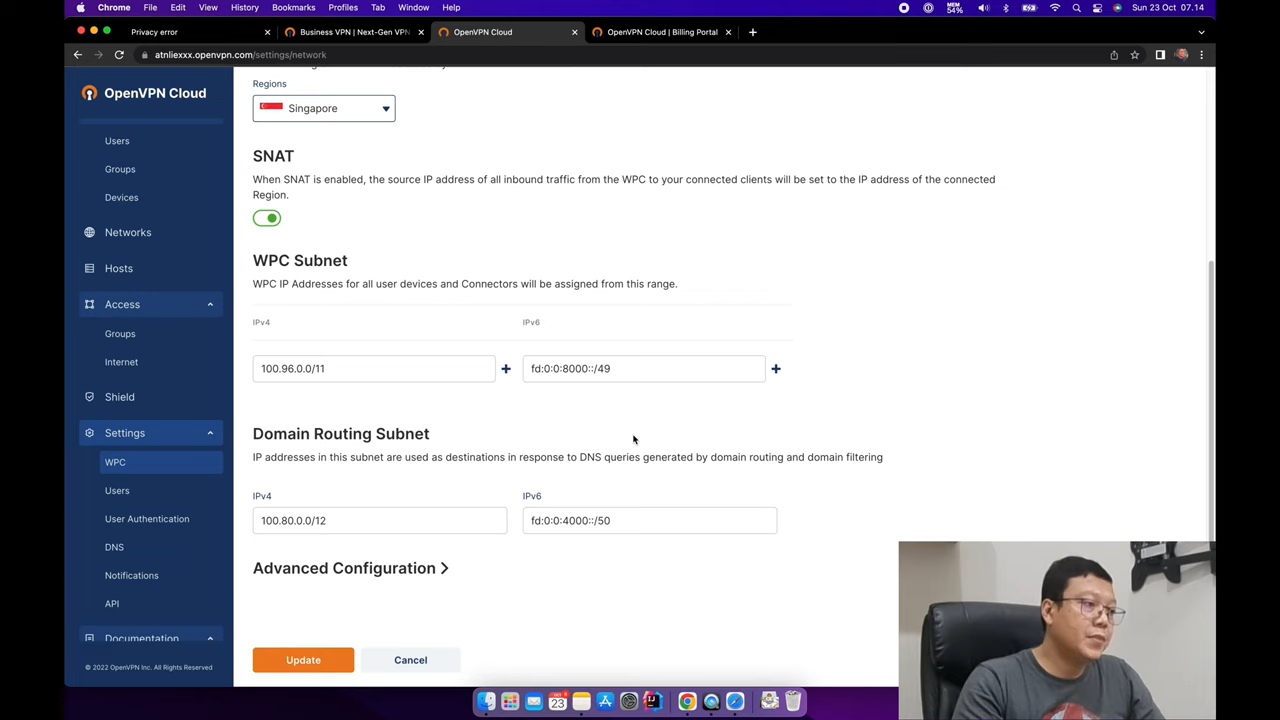 Chrome File Edit View History Bookmarks Profiles Tab Window Help
MEM 54%
Sun 23 Oct 07.14
Privacy error
Business VPN | Next-Gen VPN
OpenVPN Cloud
OpenVPN Cloud | Billing Portal
atnliexxx.openvpn.com/settings/network
OpenVPN Cloud
Users
Groups
Devices
Networks
Hosts
Access
Groups
Internet
Shield
Settings
WPC
Users
User Authentication
DNS
Notifications
API
Documentation
© 2022 OpenVPN Inc. All Rights Reserved
Regions
Singapore
SNAT
When SNAT is enabled, the source IP address of all inbound traffic from the WPC to your connected clients will be set to the IP address of the connected
Region.
WPC Subnet
WPC IP Addresses for all user devices and Connectors will be assigned from this range.
IPv4 IPv6
100.96.0.0/11 + fd:0:0:8000::/49 +
Domain Routing Subnet
IP addresses in this subnet are used as destinations in response to DNS queries generated by domain routing and domain filtering
IPv4 IPv6
100.80.0.0/12 fd:0:0:4000::/50
Advanced Configuration
Update Cancel